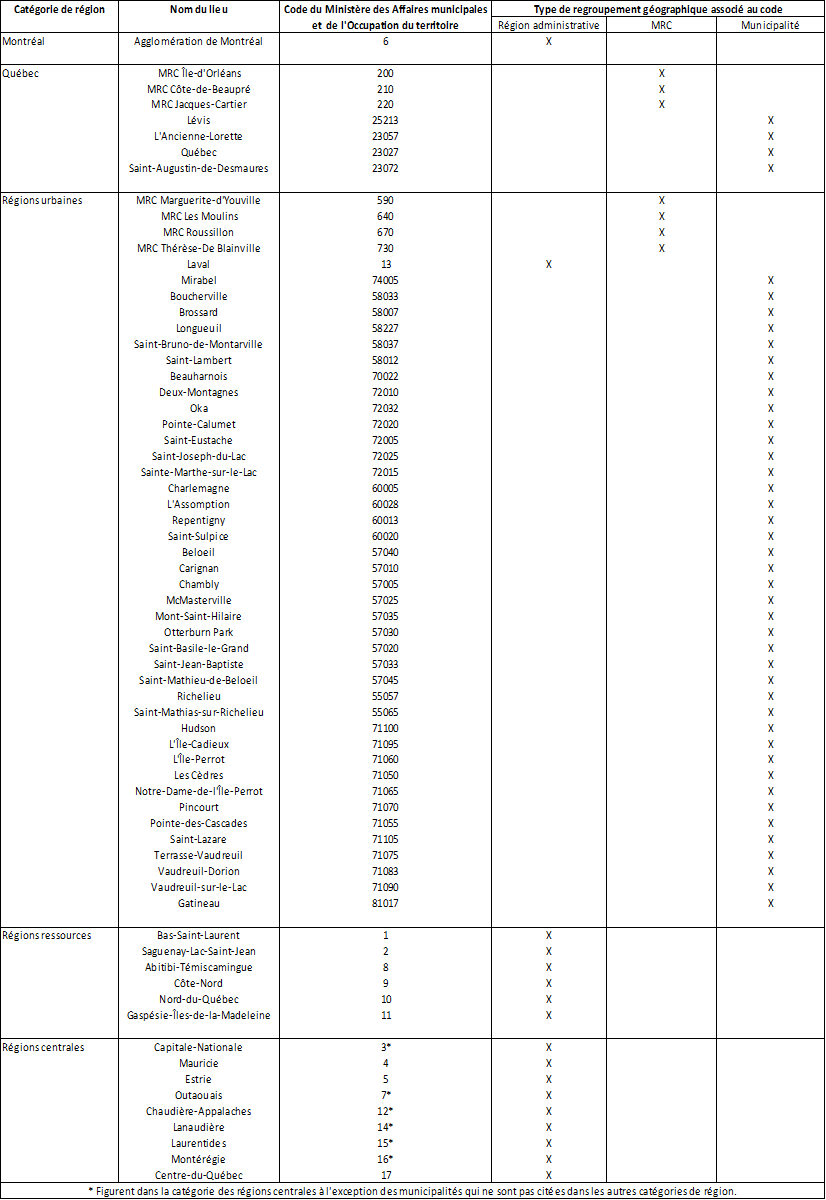 Catégorie de région Nom du lieu Code du Ministère des Affaires municipales et de l'Occupation du territoire Type de regroupement géographique associé au code
Région administrative MRC Municipalité
Montréal Agglomération de Montréal 6 X
Québec MRC Île-d'Orléans 200 X
MRC Côte-de-Beaupré 210 X
MRC Jacques-Cartier 220 X
Lévis 25213 X
L'Ancienne-Lorette 23057 X
Québec 23027 X
Saint-Augustin-de-Desmaures 23072 X
Régions urbaines MRC Marguerite-d'Youville 590 X
MRC Les Moulins 640 X
MRC Roussillon 670 X
MRC Thérèse-De Blainville 730 X
Laval 13 X
Mirabel 74005 X
Boucherville 58033 X
Brossard 58007 X
Longueuil 58227 X
Saint-Bruno-de-Montarville 58037 X
Saint-Lambert 58012 X
Beauharnois 70022 X
Deux-Montagnes 72010 X
Oka 72032 X
Pointe-Calumet 72020 X
Saint-Eustache 72005 X
Saint-Joseph-du-Lac 72025 X
Sainte-Marthe-sur-le-Lac 72015 X
Charlemagne 60005 X
L'Assomption 60028 X
Repentigny 60013 X
Saint-Sulpice 60020 X
Beloeil 57040 X
Carignan 57010 X
Chambly 57005 X
McMasterville 57025 X
Mont-Saint-Hilaire 57035 X
Otterburn Park 57030 X
Saint-Basile-le-Grand 57020 X
Saint-Jean-Baptiste 57033 X
Saint-Mathieu-de-Beloeil 57045 X
Richelieu 55057 X
Saint-Mathias-sur-Richelieu 55065 X
Hudson 71100 X
L'Île-Cadieux 71095 X
L'Île-Perrot 71060 X
Les Cèdres 71050 X
Notre-Dame-de-l'Île-Perrot 71065 X
Pincourt 71070 X
Pointe-des-Cascades 71055 X
Saint-Lazare 71105 X
Terrasse-Vaudreuil 71075 X
Vaudreuil-Dorion 71083 X
Vaudreuil-sur-le-Lac 71090 X
Gatineau 81017 X
Régions ressources Bas-Saint-Laurent 1 X
Saguenay-Lac-Saint-Jean 2 X
Abitibi-Témiscamingue 8 X
Côte-Nord 9 X
Nord-du-Québec 10 X
Gaspésie-Îles-de-la-Madeleine 11 X
Régions centrales Capitale-Nationale 3* X
Mauricie 4 X
Estrie 5 X
Outaouais 7* X
Chaudière-Appalaches 12* X
Lanaudière 14* X
Laurentides 15* X
Montérégie 16* X
Centre-du-Québec 17 X
* Figurent dans la catégorie des régions centrales à l'exception des municipalités qui ne sont pas citées dans les autres catégories de région.